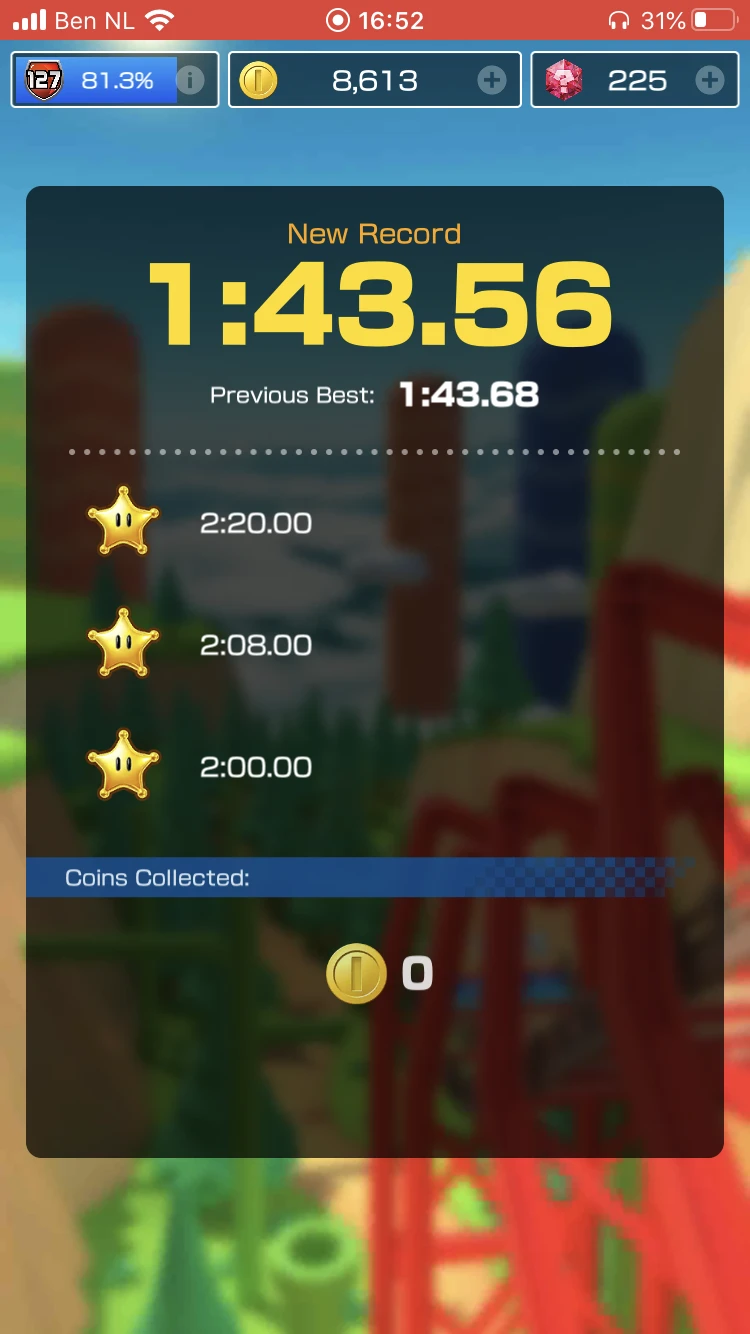 Ben NL 16:52 31%
127 81.3% i 8,613 + ? 225 +
New Record
1:43.56
Previous Best: 1:43.68
2:20.00
2:08.00
2:00.00
Coins Collected:
0